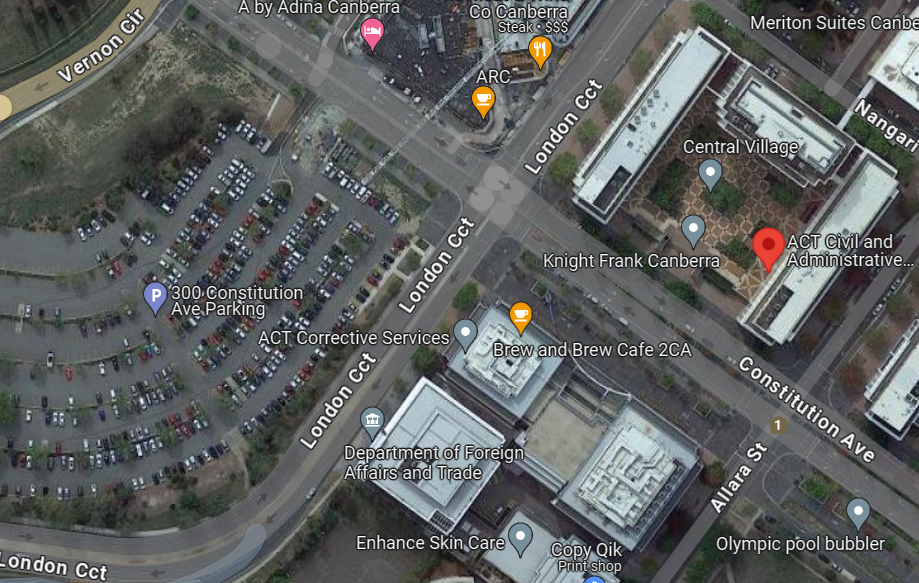 A by Adina Canberra
Co Canberra
Steak • $$$
Meriton Suites Canbe
Vernon Cir
ARC
London Cct
Nangari
Central Village
London Cct
Knight Frank Canberra
ACT Civil and
Administrative...
P
300 Constitution
Ave Parking
ACT Corrective Services
Brew and Brew Cafe 2CA
London Cct
Constitution Ave
1
Department of Foreign
Affairs and Trade
Allara St
Enhance Skin Care
Copy Qik
Print shop
Olympic pool bubbler
London Cct